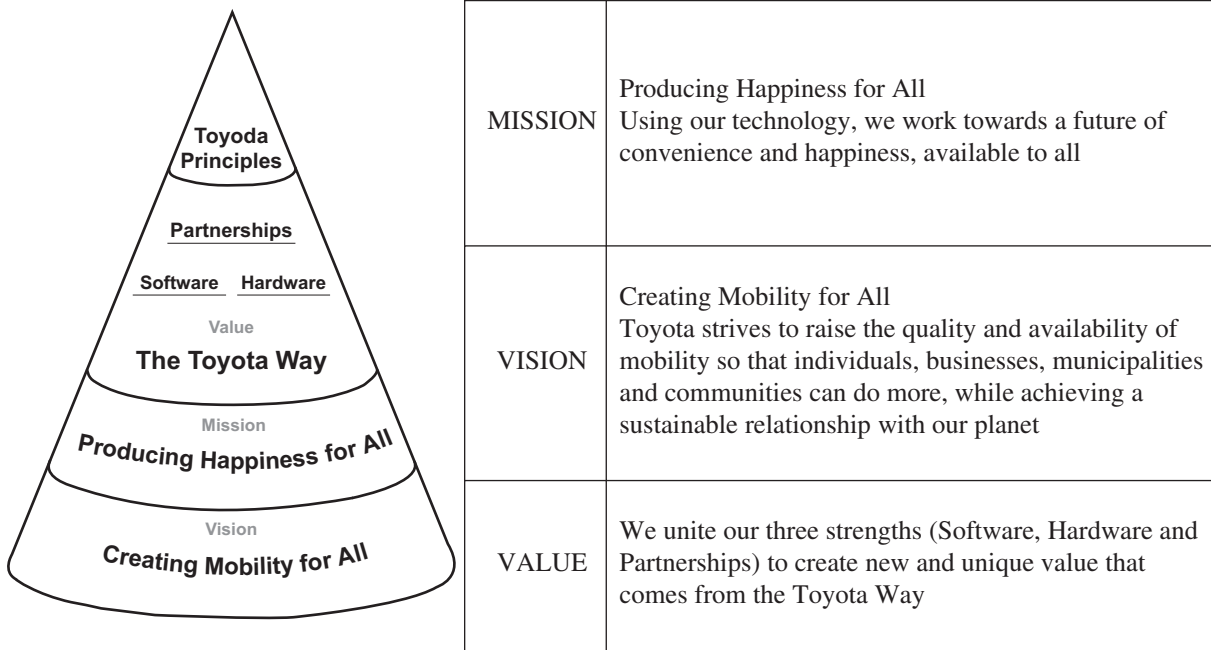 Toyoda
Principles
Partnerships
Software Hardware
Value
The Toyota Way
Mission
Producing Happiness for All
Vision
Creating Mobility for All
MISSION
Producing Happiness for All
Using our technology, we work towards a future of
convenience and happiness, available to all
VISION
Creating Mobility for All
Toyota strives to raise the quality and availability of
mobility so that individuals, businesses, municipalities
and communities can do more, while achieving a
sustainable relationship with our planet
VALUE
We unite our three strengths (Software, Hardware and
Partnerships) to create new and unique value that
comes from the Toyota Way